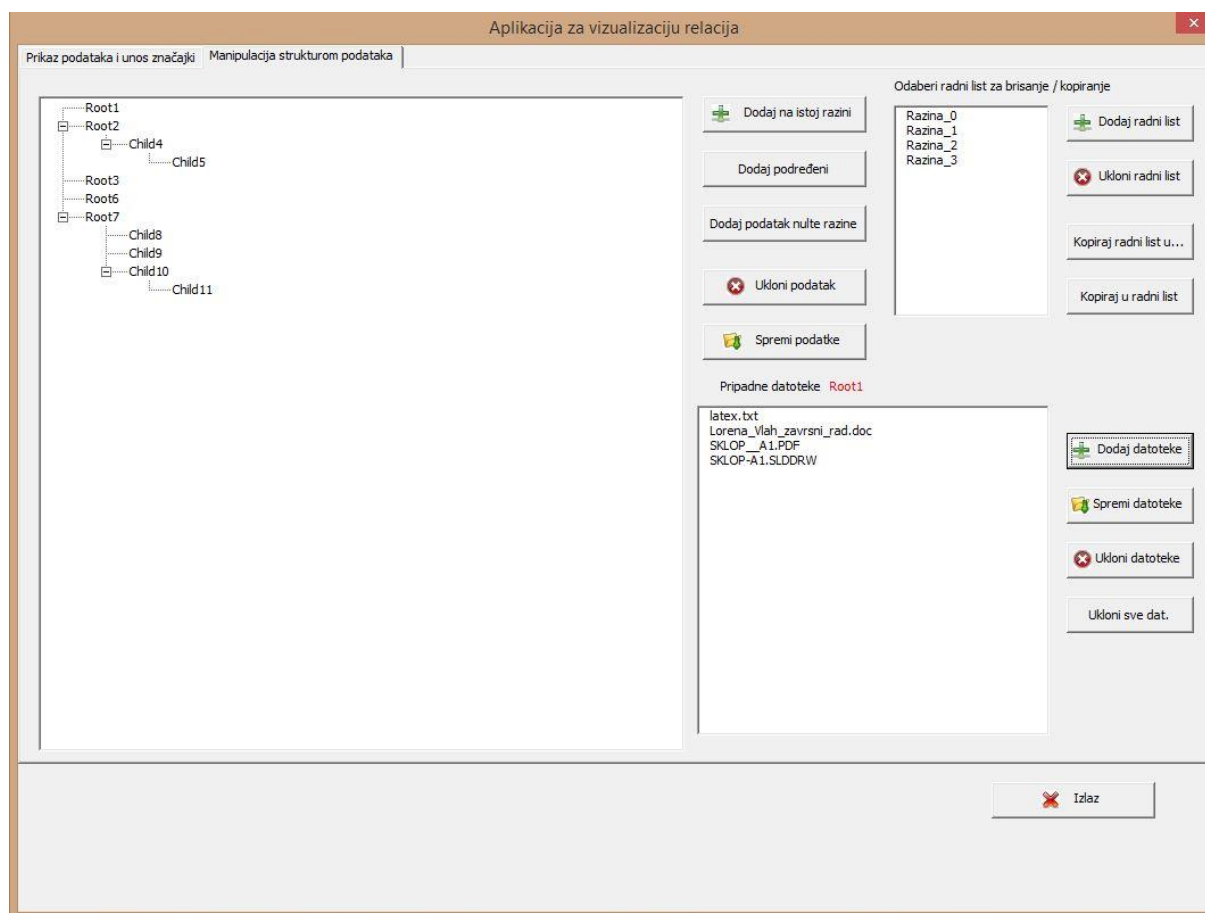 Aplikacija za vizualizaciju relacija
Prikaz podataka i unos značajki
Manipulacija strukturom podataka
Root1
Root2
Child4
Child5
Root3
Root6
Root7
Child8
Child9
Child10
Child11
Dodaj na istoj razini
Dodaj podređeni
Dodaj podatak nulte razine
Ukloni podatak
Spremi podatke
Odaberi radni list za brisanje / kopiranje
Razina_0
Razina_1
Razina_2
Razina_3
Dodaj radni list
Ukloni radni list
Kopiraj radni list u...
Kopiraj u radni list
Pripadne datoteke Root1
latex.txt
Lorena_Vlah_zavrsni_rad.doc
SKLOP__A1.PDF
SKLOP-A1.SLDDRW
Dodaj datoteke
Spremi datoteke
Ukloni datoteke
Ukloni sve dat.
Izlaz